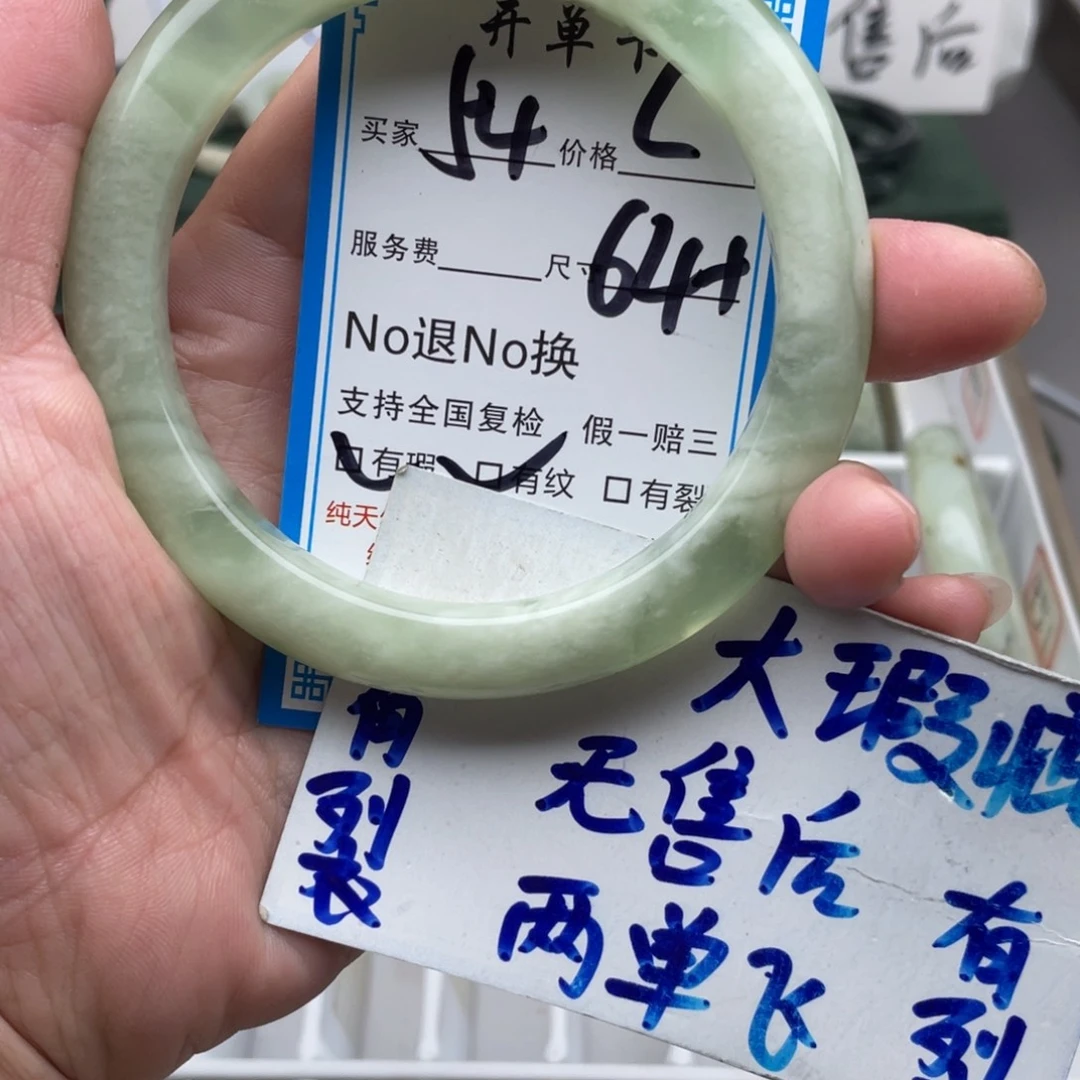 售后
开单卡
买家 54 价格 L
服务费 尺寸 64+
No退No换
支持全国复检 假一赔三
有瑕 有纹 有裂
纯天
大瑕疵
无售后
两单飞
有裂
有裂